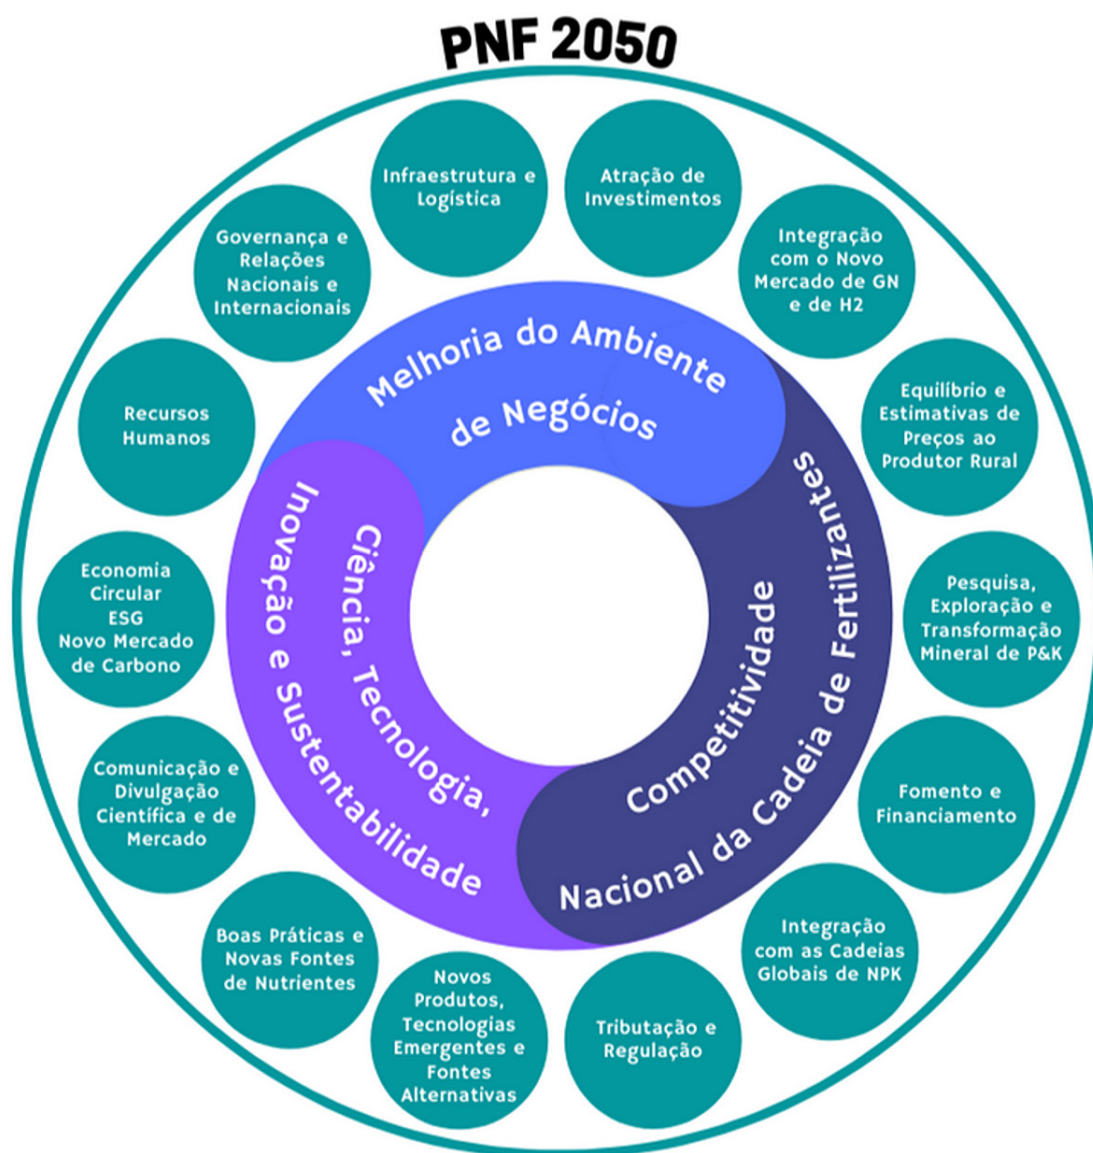 PNF 2050
Infraestrutura e
Logística
Atração de
Investimentos
Integração
com o Novo
Mercado de GN
e de H2
Equilíbrio e
Estimativas de
Preços ao
Produtor Rural
Pesquisa,
Exploração e
Transformação
Mineral de P&K
Fomento e
Financiamento
Integração
com as Cadeias
Globais de NPK
Tributação e
Regulação
Novos
Produtos,
Tecnologias
Emergentes e
Fontes
Alternativas
Boas Práticas e
Novas Fontes
de Nutrientes
Comunicação e
Divulgação
Científica e de
Mercado
Economia
Circular
ESG
Novo Mercado
de Carbono
Recursos
Humanos
Governança e
Relações
Nacionais e
Internacionais
Melhoria do Ambiente
de Negócios
Competitividade
Nacional da Cadeia de Fertilizantes
Ciência, Tecnologia,
Inovação e Sustentabilidade